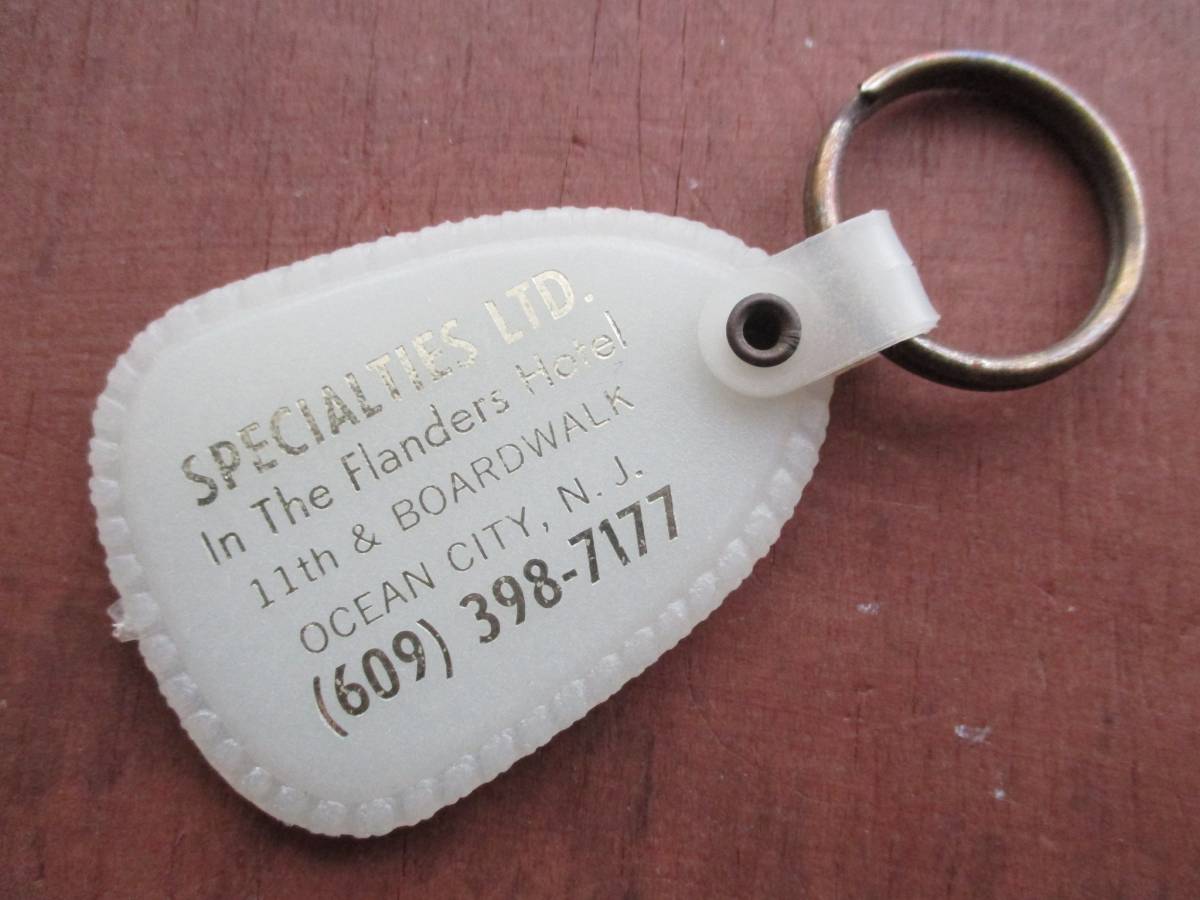 SPECIALTIES LTD.
In The Flanders Hotel
11th & BOARDWALK
OCEAN CITY, N. J.
(609) 398-7177